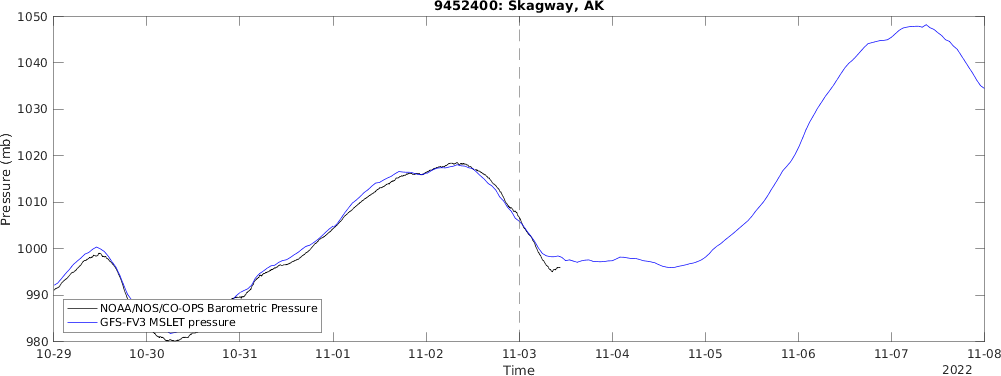 9452400: Skagway, AK
1050
1040
1030
1020
1010
1000
990
980
Pressure (mb)
NOAA/NOS/CO-OPS Barometric Pressure
GFS-FV3 MSLET pressure
10-29 10-30 10-31 11-01 11-02 11-03 11-04 11-05 11-06 11-07 11-08
Time
2022